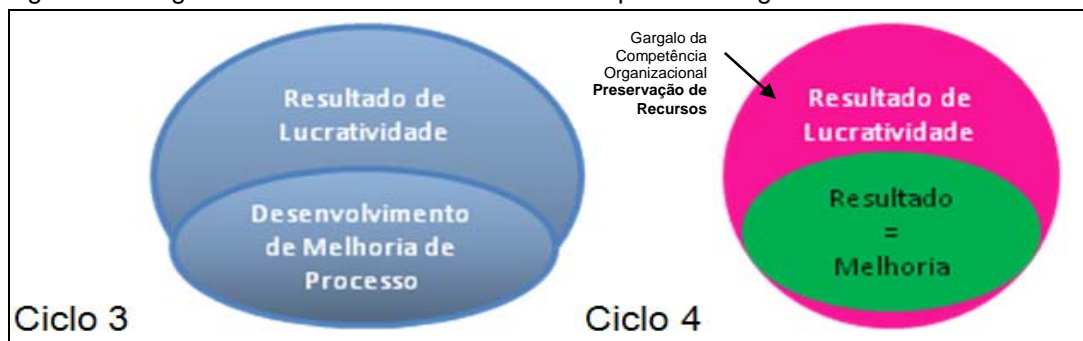 Resultado de
Lucratividade
Desenvolvimento
de Melhoria de
Processo
Ciclo 3
Gargalo da
Competência
Organizacional
Preservação de
Recursos
Resultado de
Lucratividade
Resultado
=
Melhoria
Ciclo 4